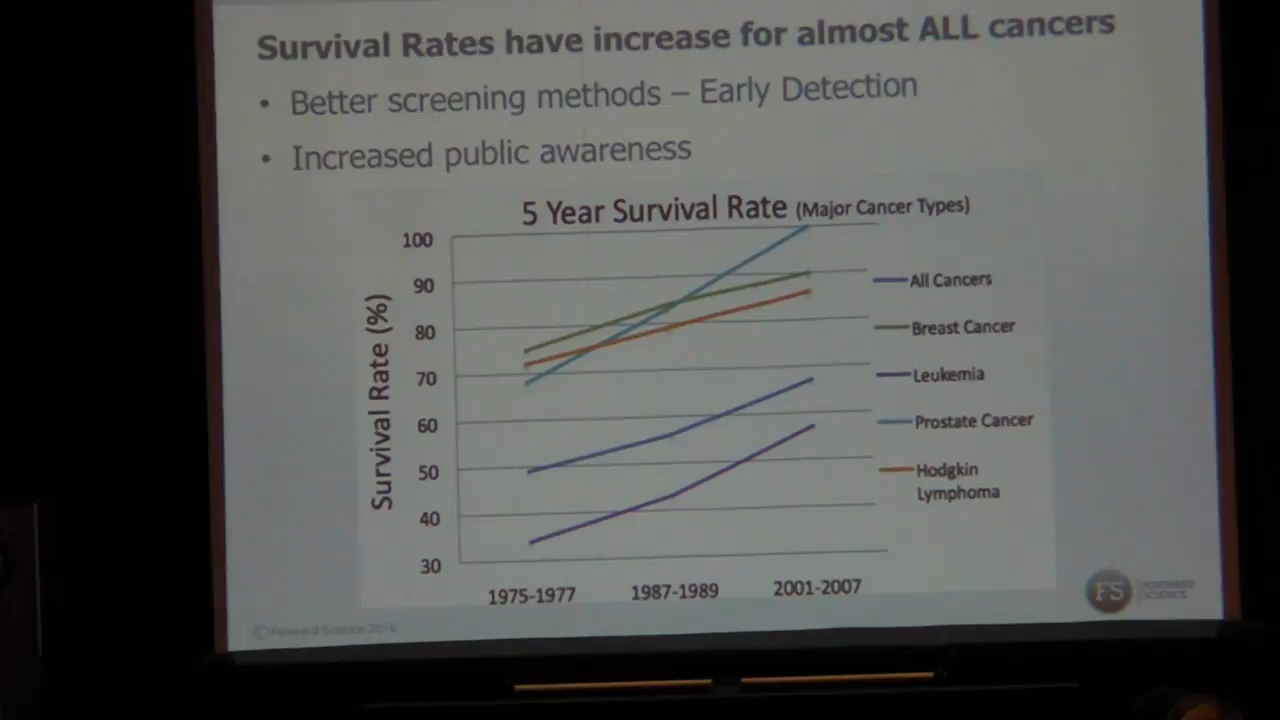 Survival Rates have increase for almost ALL cancers
• Better screening methods – Early Detection
• Increased public awareness
5 Year Survival Rate (Major Cancer Types)
Survival Rate (%)
100
90
80
70
60
50
40
30
1975-1977
1987-1989
2001-2007
All Cancers
Breast Cancer
Leukemia
Prostate Cancer
Hodgkin
Lymphoma
FS
FORWARD
SCIENCE